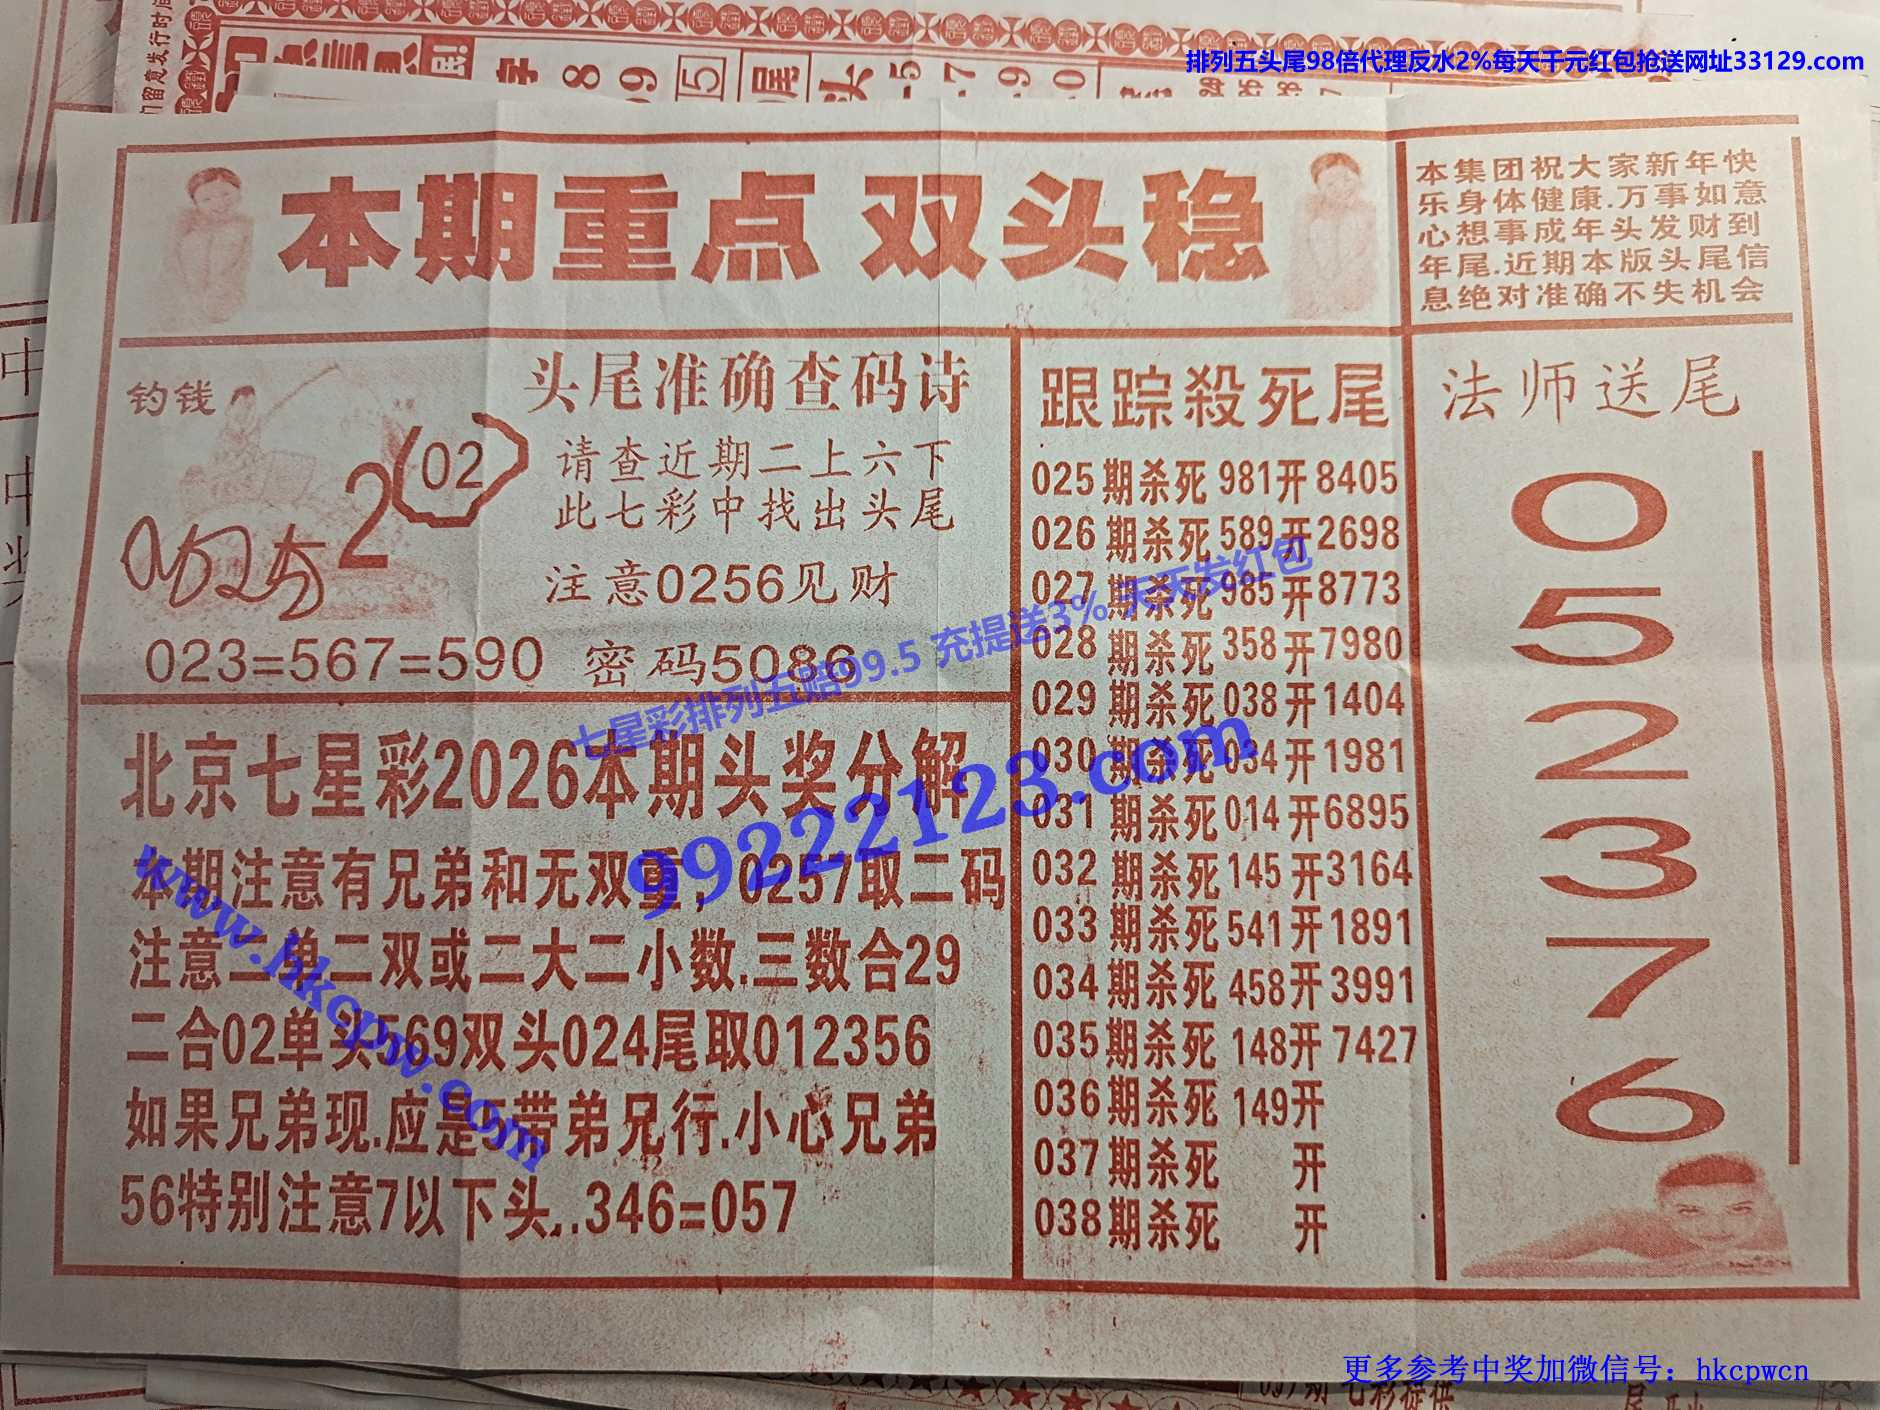 排列五头尾98倍代理反水2%每天千元红包抢送网址33129.com
本期重点 双头稳
本集团祝大家新年快
乐身体健康.万事如意
心想事成年头发财到
年尾.近期本版头尾信
息绝对准确不失机会
钓钱
2
(02)
头尾准确查码诗
请查近期二上六下
此七彩中找出头尾
注意0256见财
023=567=590 密码5086
北京七星彩2026本期头奖分解
本期注意有兄弟和无双重，0257取二码
注意二单二双或二大二小数.三数合29
二合02单头569双头024尾取012356
如果兄弟现.应是5带弟兄行.小心兄弟
56特别注意7以下头..346=057
跟踪殺死尾
025期杀死981开8405
026期杀死589开2698
027期杀死985开8773
028期杀死358开7980
029期杀死038开1404
030期杀死034开1981
031期杀死014开6895
032期杀死145开3164
033期杀死541开1891
034期杀死458开3991
035期杀死148开7427
036期杀死149开
037期杀死 开
038期杀死 开
法师送尾
0
5
2
3
7
6
七星彩排列五赔99.5 充提送3% 天天发红包
99222123.com
www.hkcpw.com
更多参考中奖加微信号：hkcpwcn